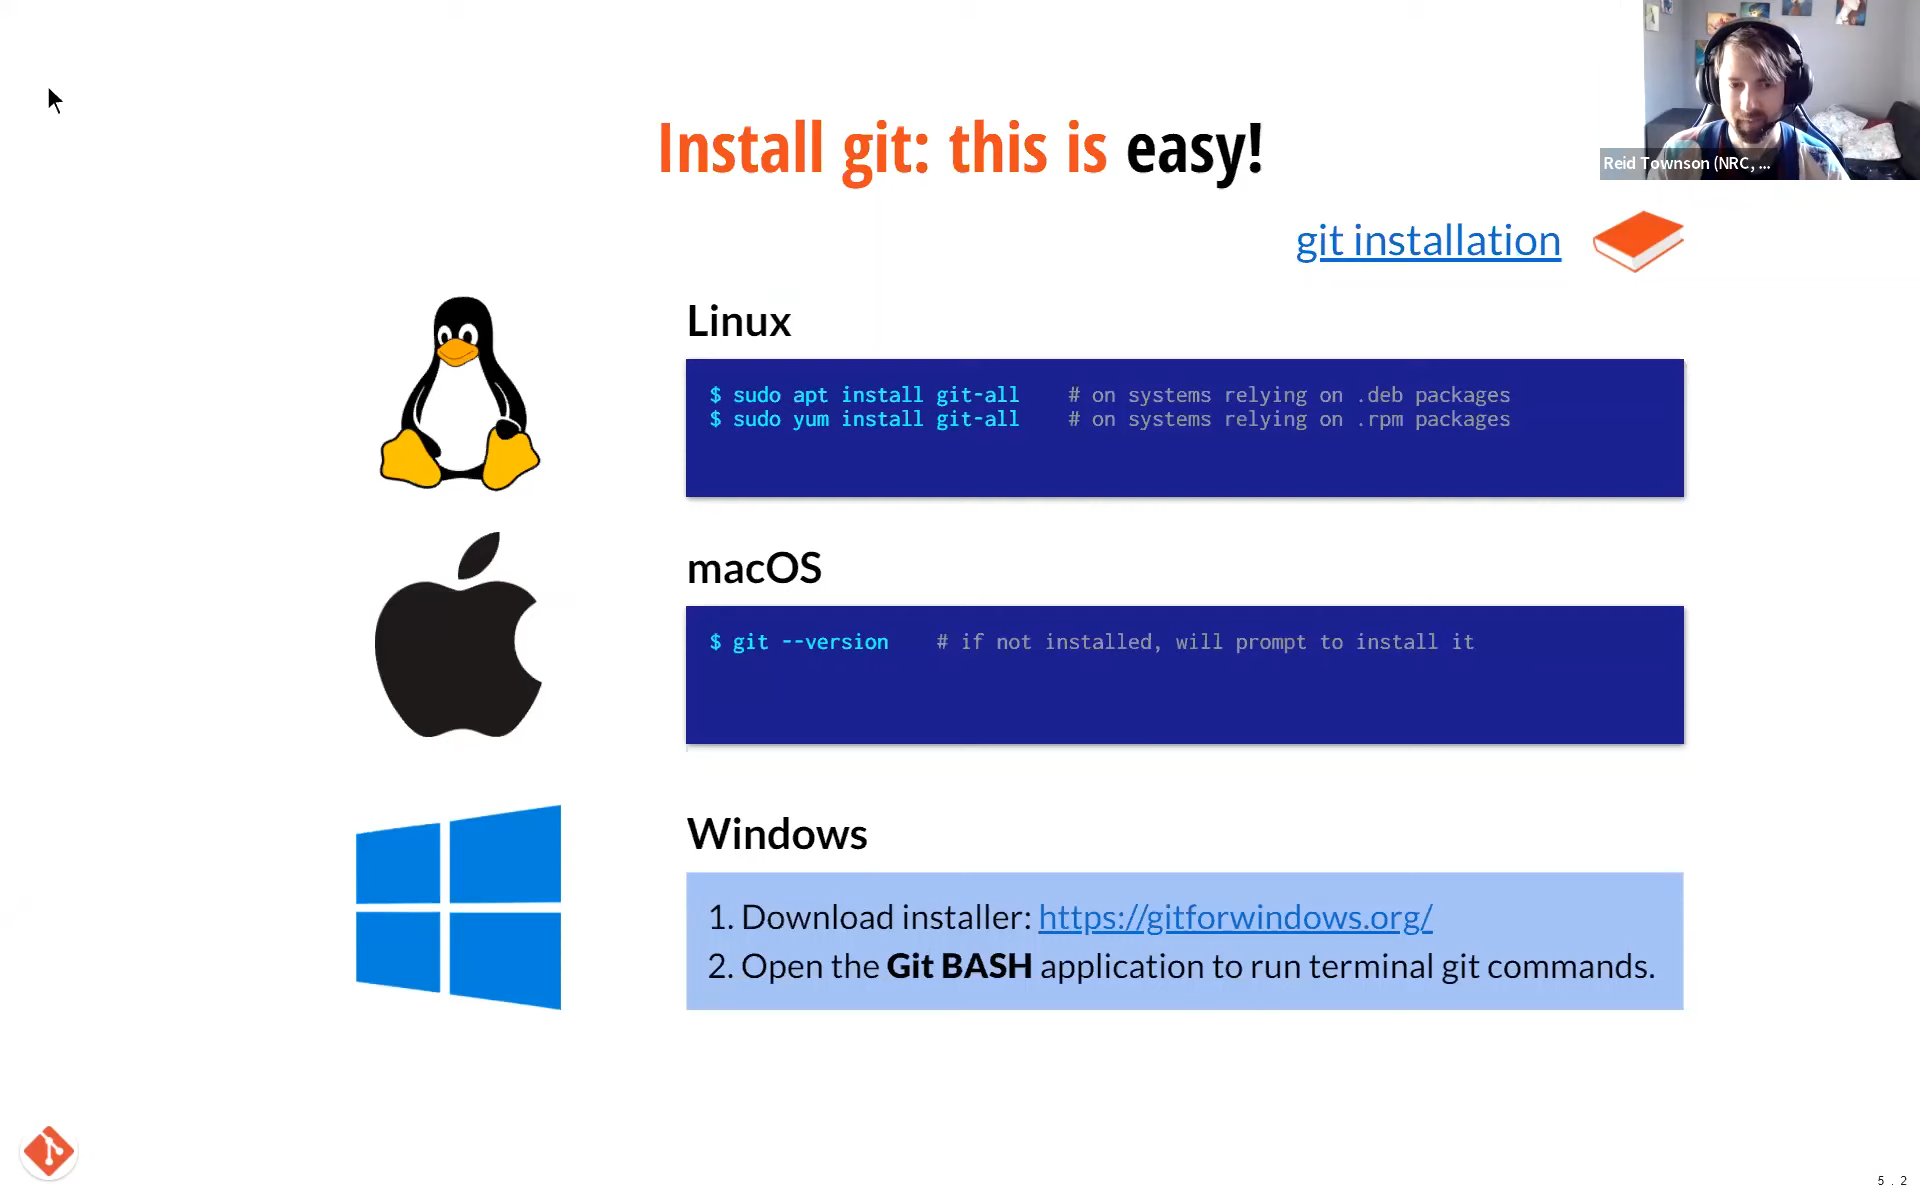 Install git: this is easy!
Reid Townson (NRC, ...
git installation
Linux
$ sudo apt install git-all    # on systems relying on .deb packages
$ sudo yum install git-all    # on systems relying on .rpm packages
macOS
$ git --version    # if not installed, will prompt to install it
Windows
1. Download installer: https://gitforwindows.org/
2. Open the Git BASH application to run terminal git commands.
5 . 2